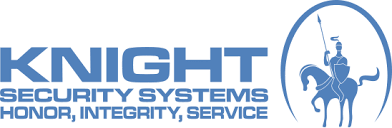 KNIGHT
SECURITY SYSTEMS
HONOR, INTEGRITY, SERVICE